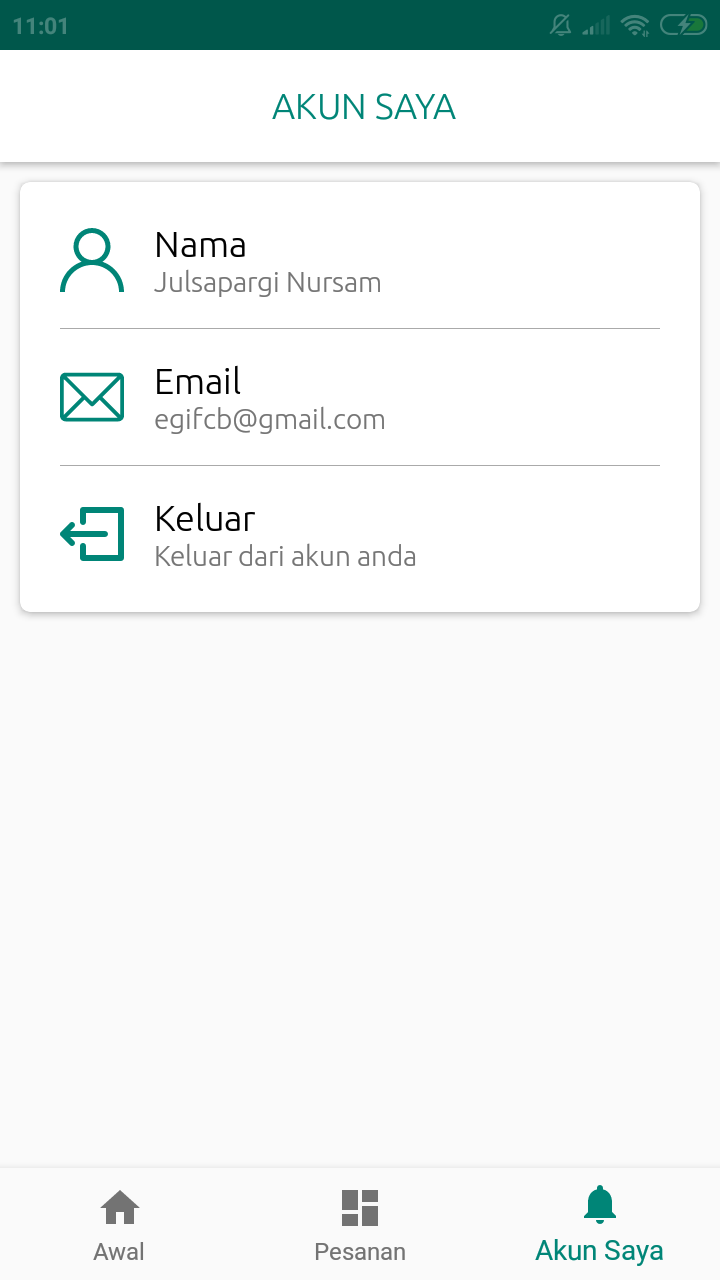 11:01
AKUN SAYA
Nama
Julsapargi Nursam
Email
egifcb@gmail.com
Keluar
Keluar dari akun anda
Awal
Pesanan
Akun Saya